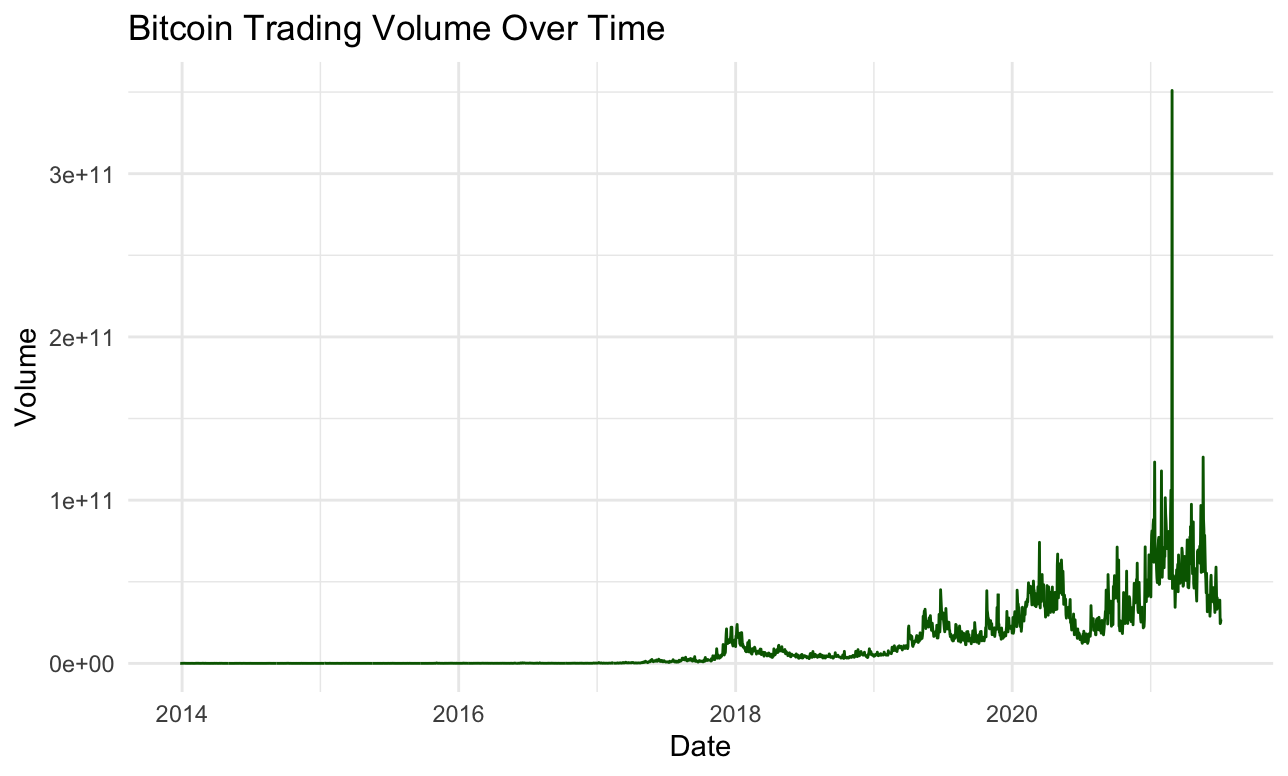 Bitcoin Trading Volume Over Time
3e+11
2e+11
1e+11
0e+00
Volume
2014 2016 2018 2020
Date